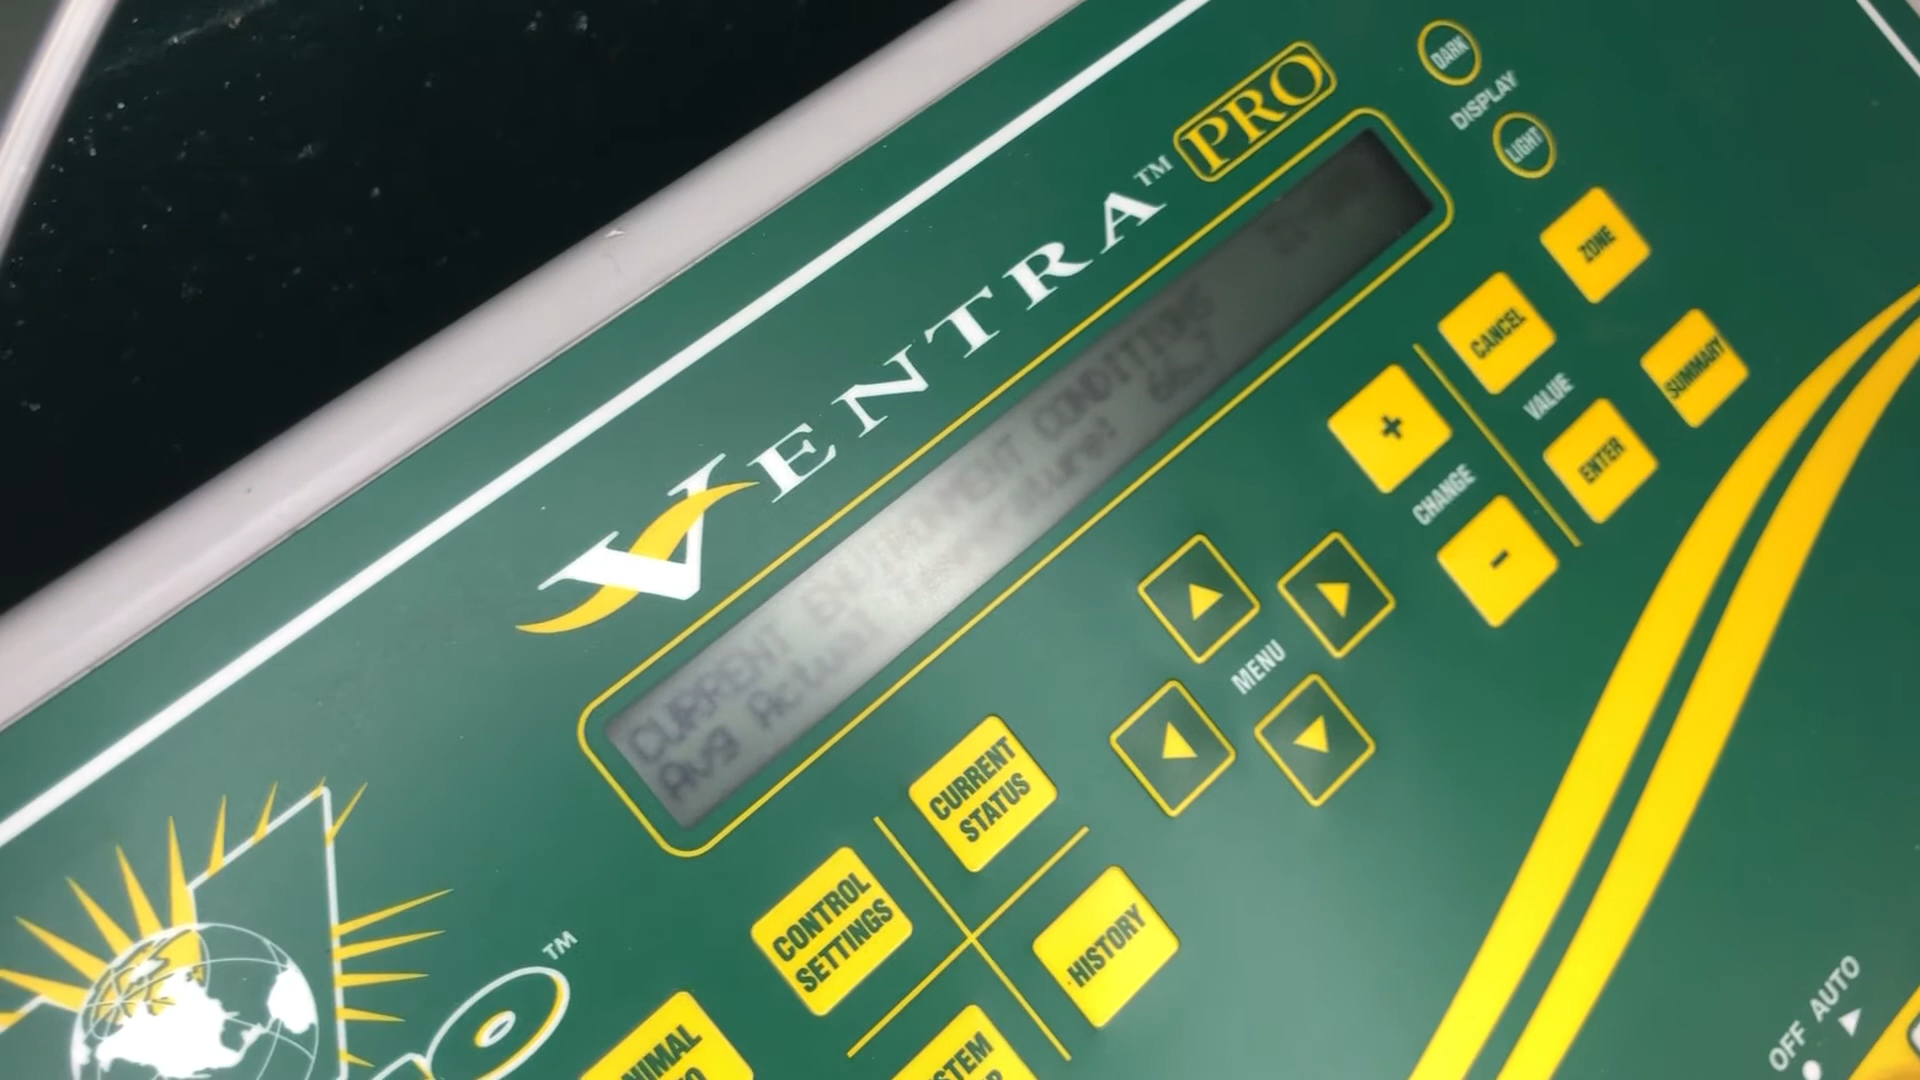 VENTRA™ PRO
DARK
DISPLAY
LIGHT
CURRENT ENVIRONMENT CONDITIONS
Avg Actual
ZONE
CANCEL
VALUE
SUMMARY
+
CHANGE
ENTER
-
MENU
CURRENT
STATUS
CONTROL
SETTINGS
HISTORY
™
OFF AUTO